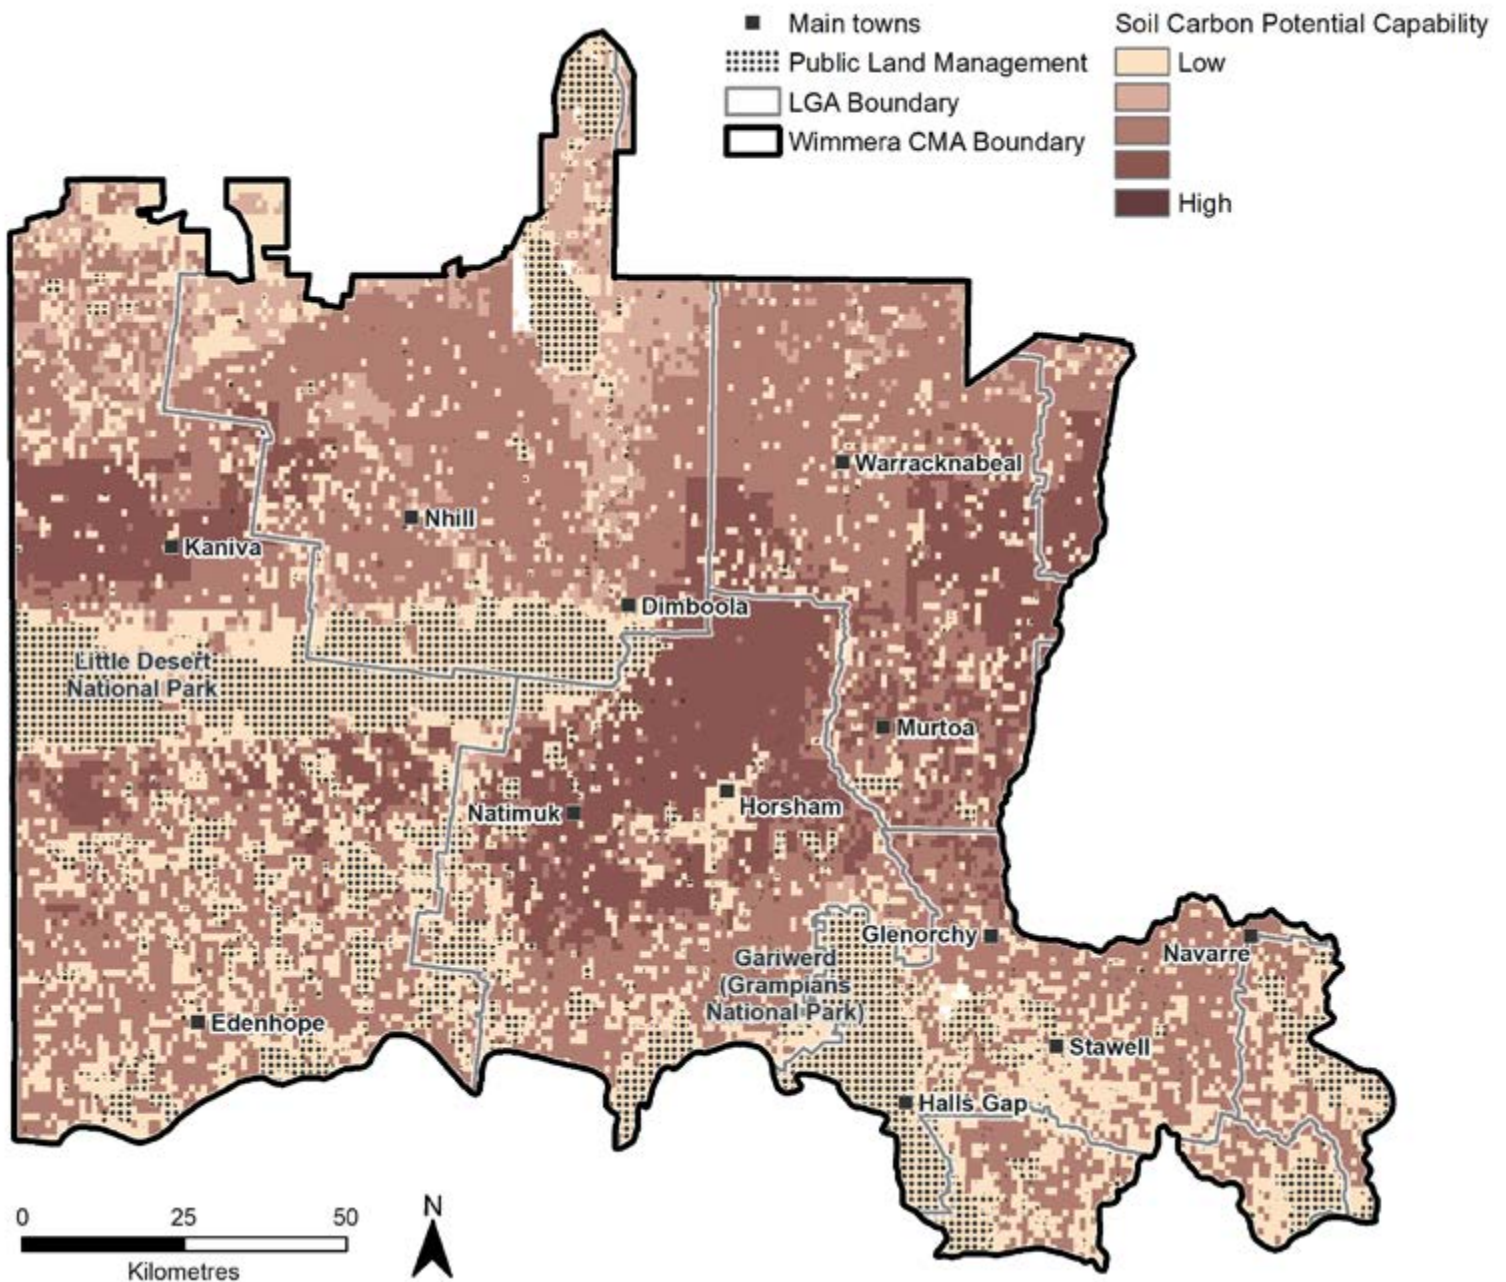 Main towns
Public Land Management
LGA Boundary
Wimmera CMA Boundary
Soil Carbon Potential Capability
Low
High
Warracknabeal
Nhill
Kaniva
Dimboola
Little Desert
National Park
Murtoa
Natimuk
Horsham
Glenorchy
Navarre
Gariwerd
(Grampians
National Park)
Edenhope
Stawell
Halls Gap
0 25 50
Kilometres
N